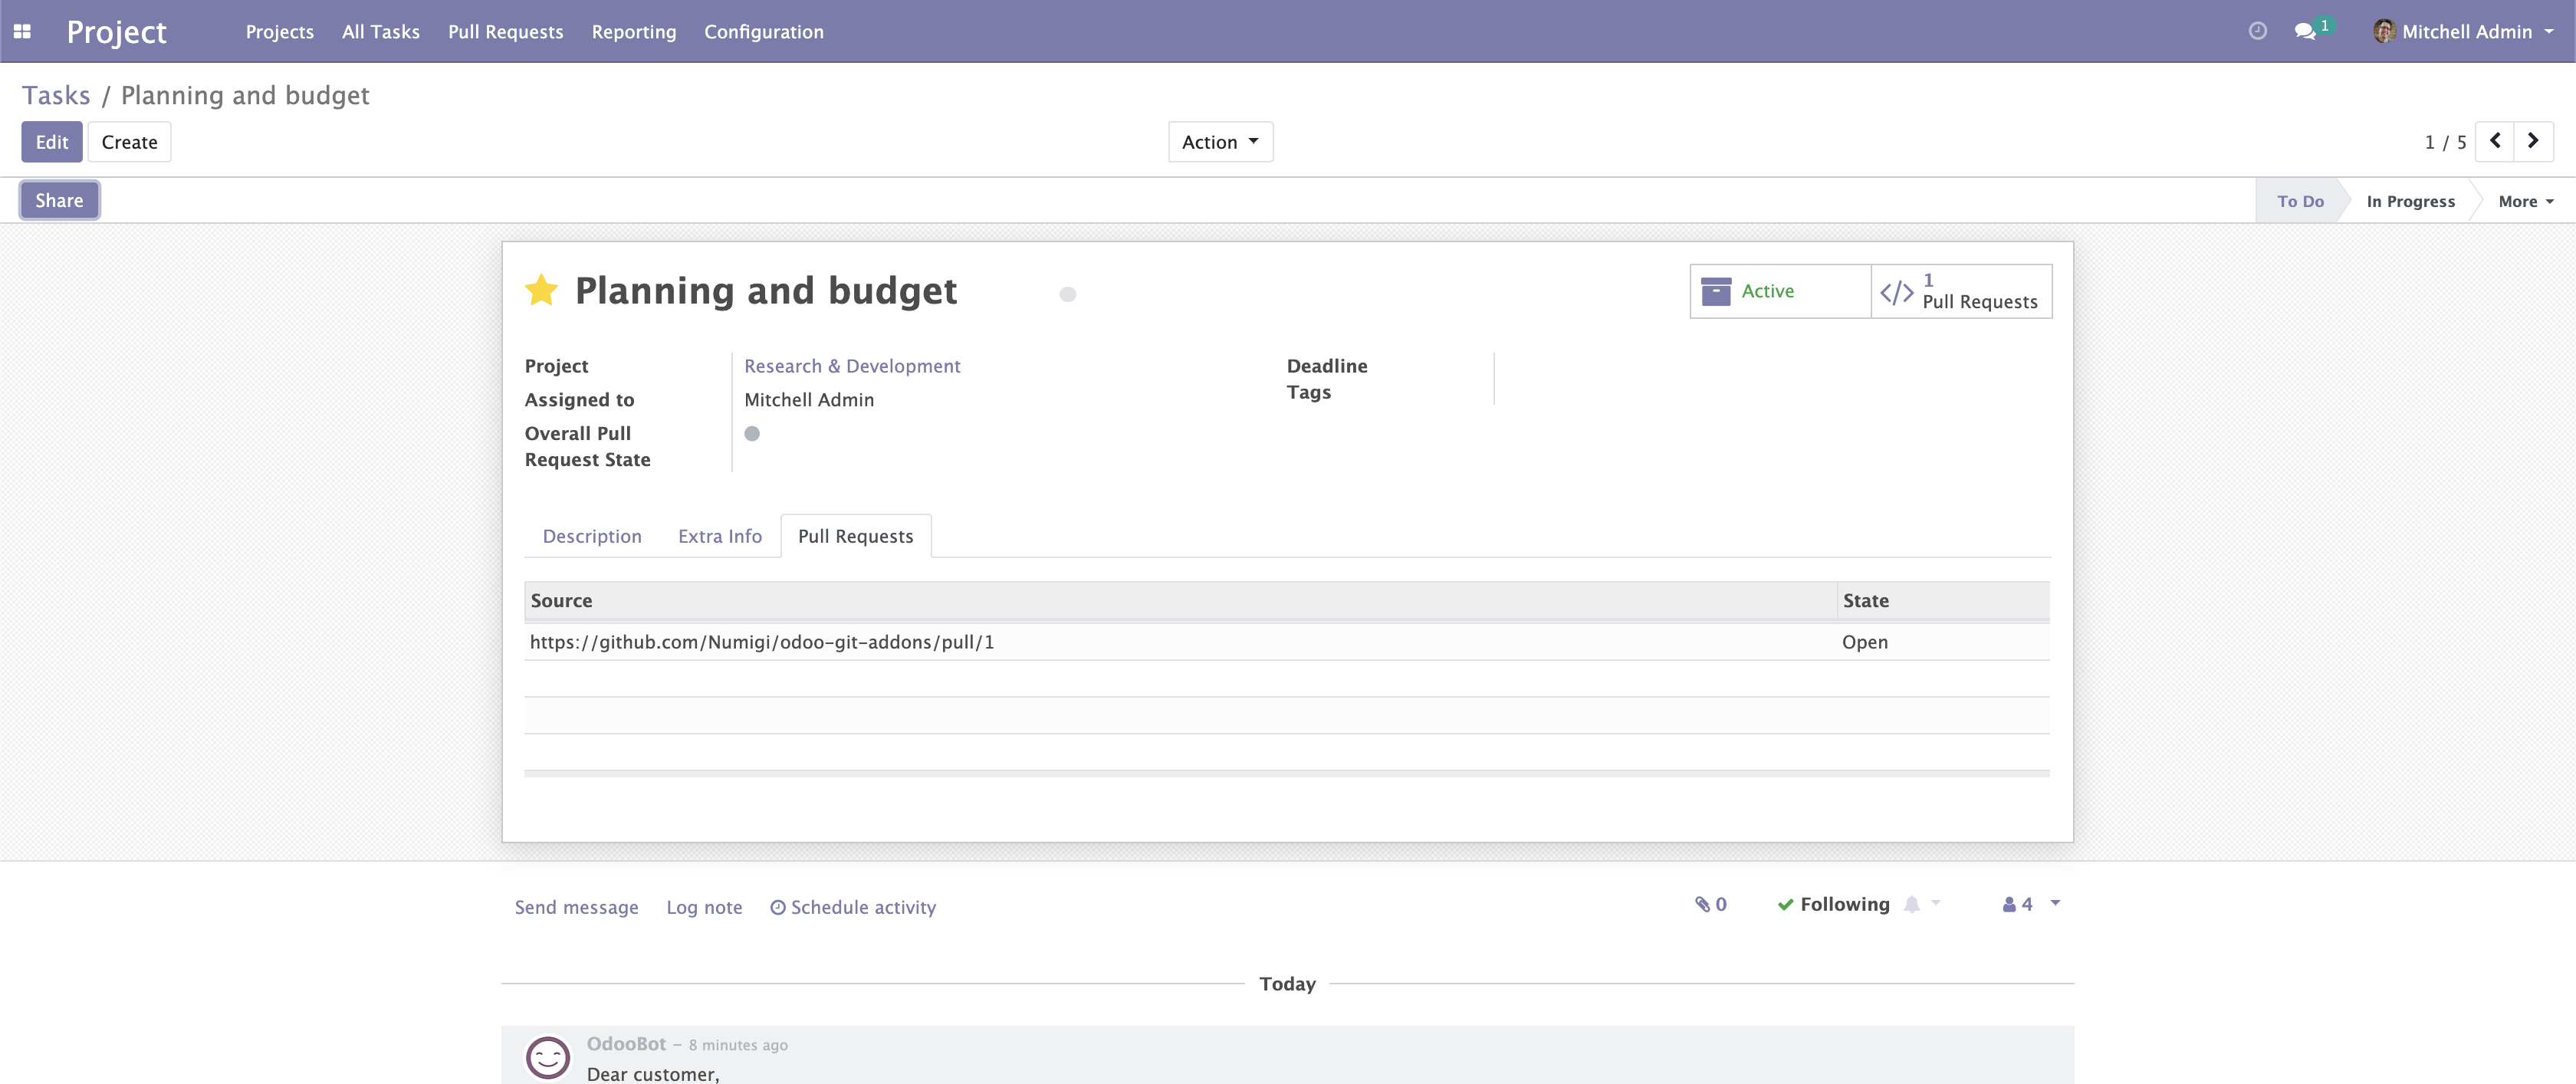 Project Projects All Tasks Pull Requests Reporting Configuration 1 Mitchell Admin
Tasks / Planning and budget
Edit Create Action 1 / 5
Share To Do In Progress More
Planning and budget
Active
1
Pull Requests
Project Research & Development
Assigned to Mitchell Admin
Overall Pull
Request State
Deadline
Tags
Description Extra Info Pull Requests
Source State
https://github.com/Numigi/odoo-git-addons/pull/1 Open
Send message Log note Schedule activity 0 Following 4
Today
OdooBot – 8 minutes ago
Dear customer,